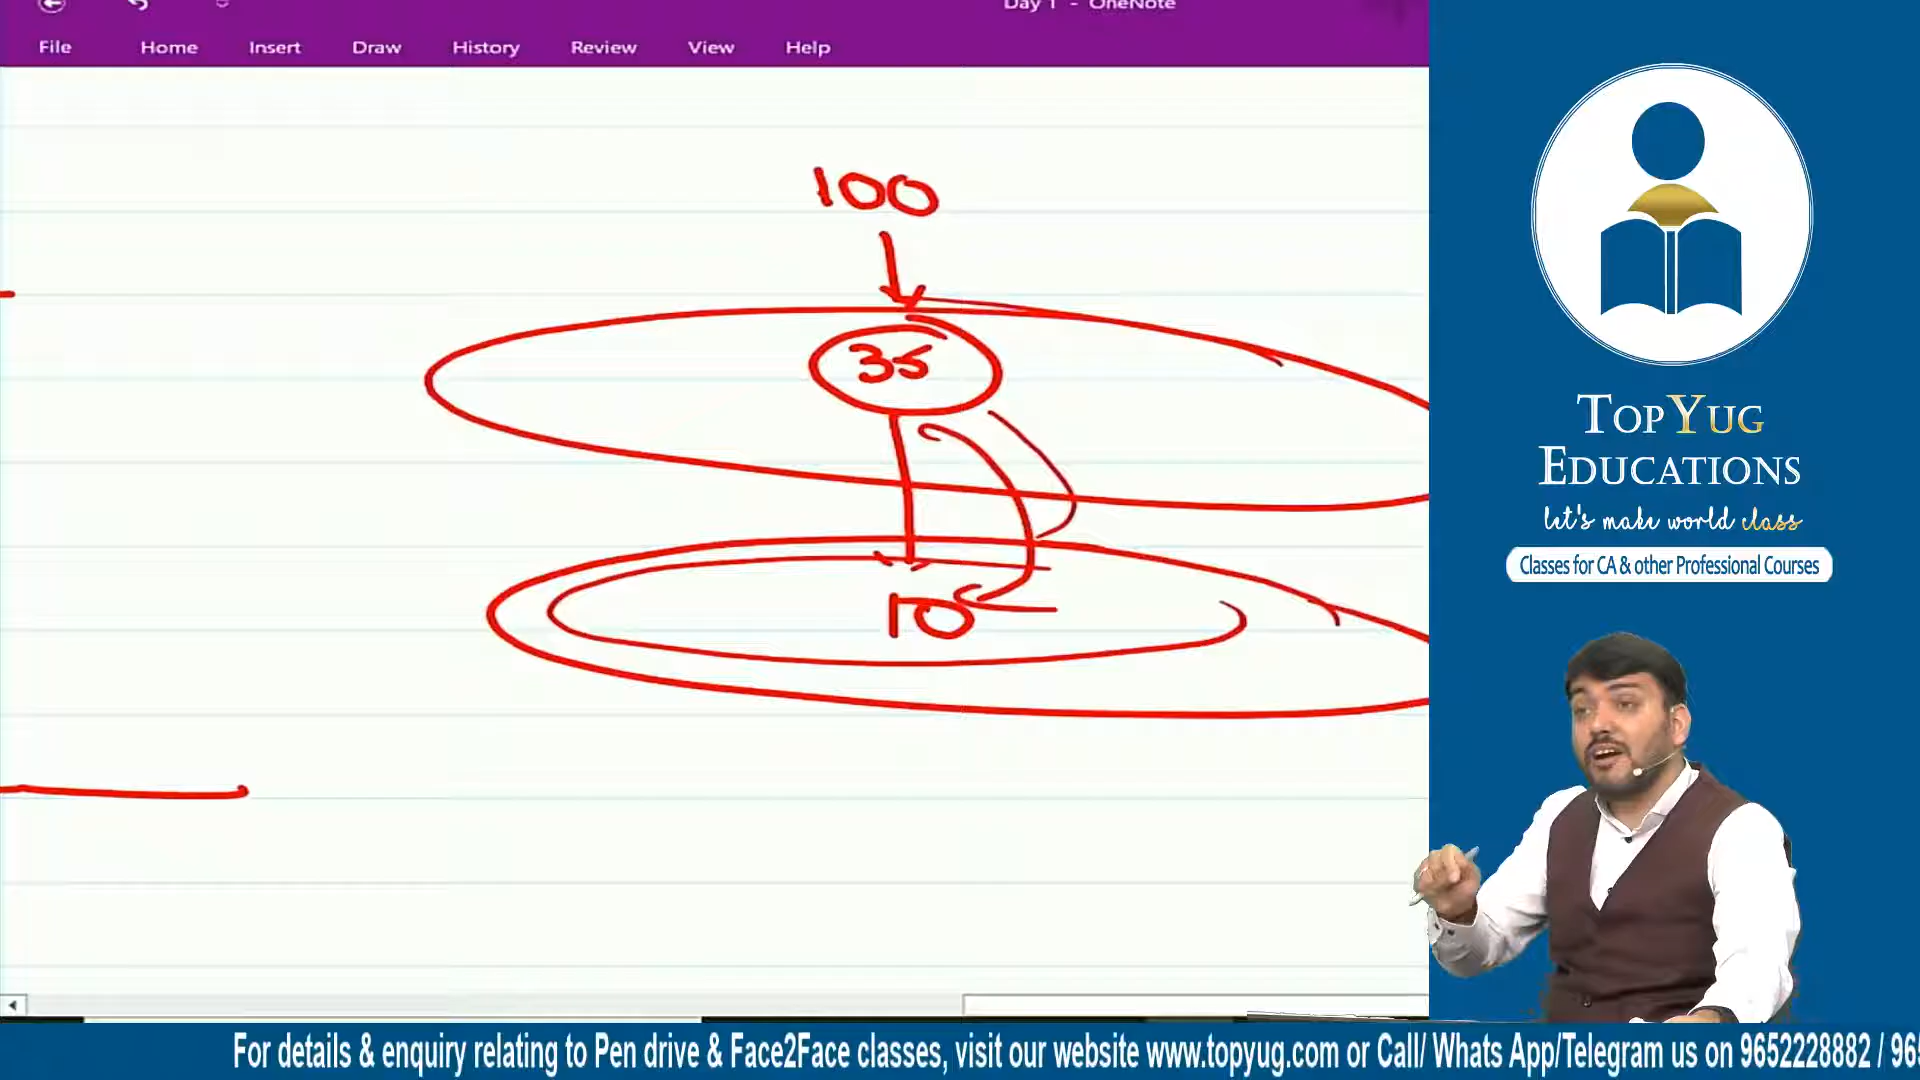 Day 1 - OneNote
File Home Insert Draw History Review View Help
100
35
10
TOPYUG
EDUCATIONS
let's make world class
Classes for CA & other Professional Courses
For details & enquiry relating to Pen drive & Face2Face classes, visit our website www.topyug.com or Call/ Whats App/Telegram us on 9652228882 / 965